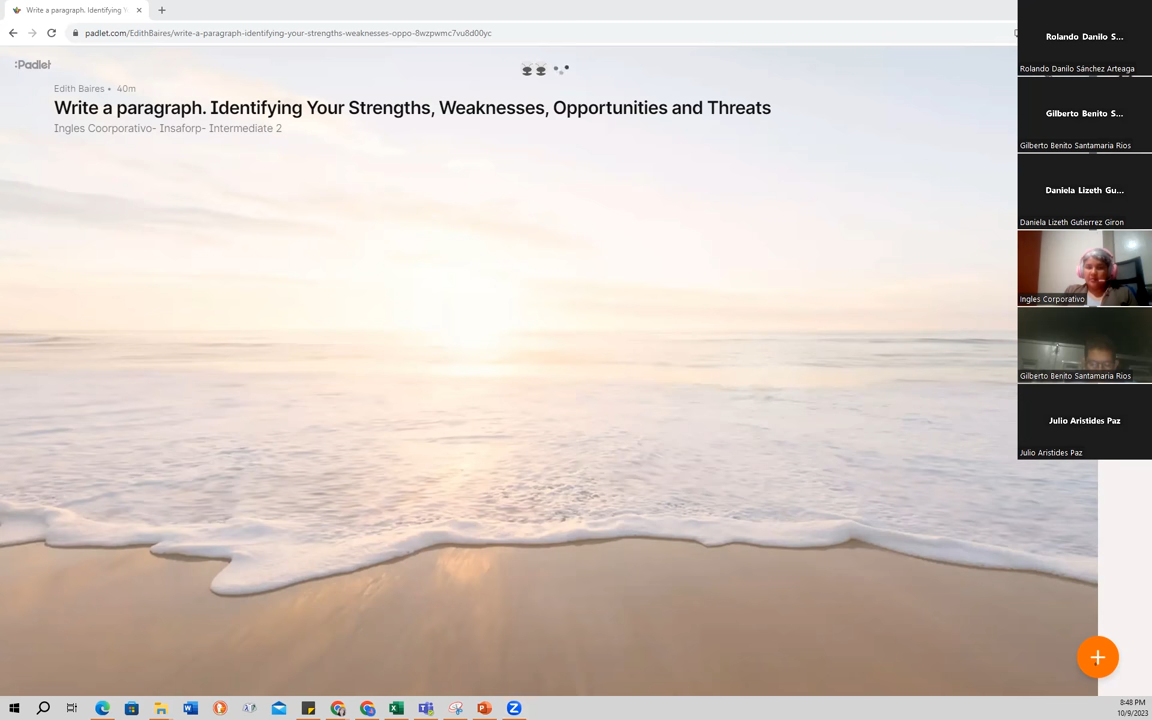 Write a paragraph. Identifying Y
padlet.com/EdithBaires/write-a-paragraph-identifying-your-strengths-weaknesses-oppo-8wzpwmc7vu8d00yc
:Padlet
Edith Baires • 40m
Write a paragraph. Identifying Your Strengths, Weaknesses, Opportunities and Threats
Ingles Coorporativo- Insaforp- Intermediate 2
Rolando Danilo S...
Rolando Danilo Sánchez Arteaga
Gilberto Benito S...
Gilberto Benito Santamaria Rios
Daniela Lizeth Gu...
Daniela Lizeth Gutierrez Giron
Ingles Corporativo
Gilberto Benito Santamaria Rios
Julio Aristides Paz
Julio Aristides Paz
8:48 PM
10/9/2023